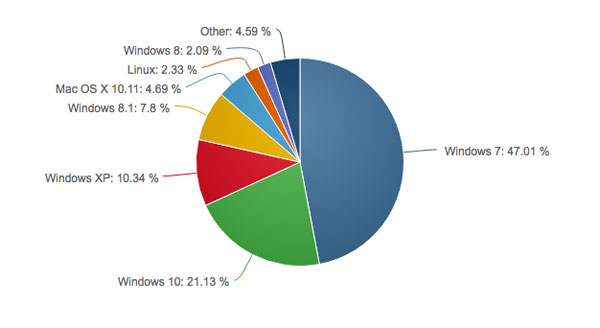 Other: 4.59 %
Windows 8: 2.09 %
Linux: 2.33 %
Mac OS X 10.11: 4.69 %
Windows 8.1: 7.8 %
Windows 7: 47.01 %
Windows XP: 10.34 %
Windows 10: 21.13 %